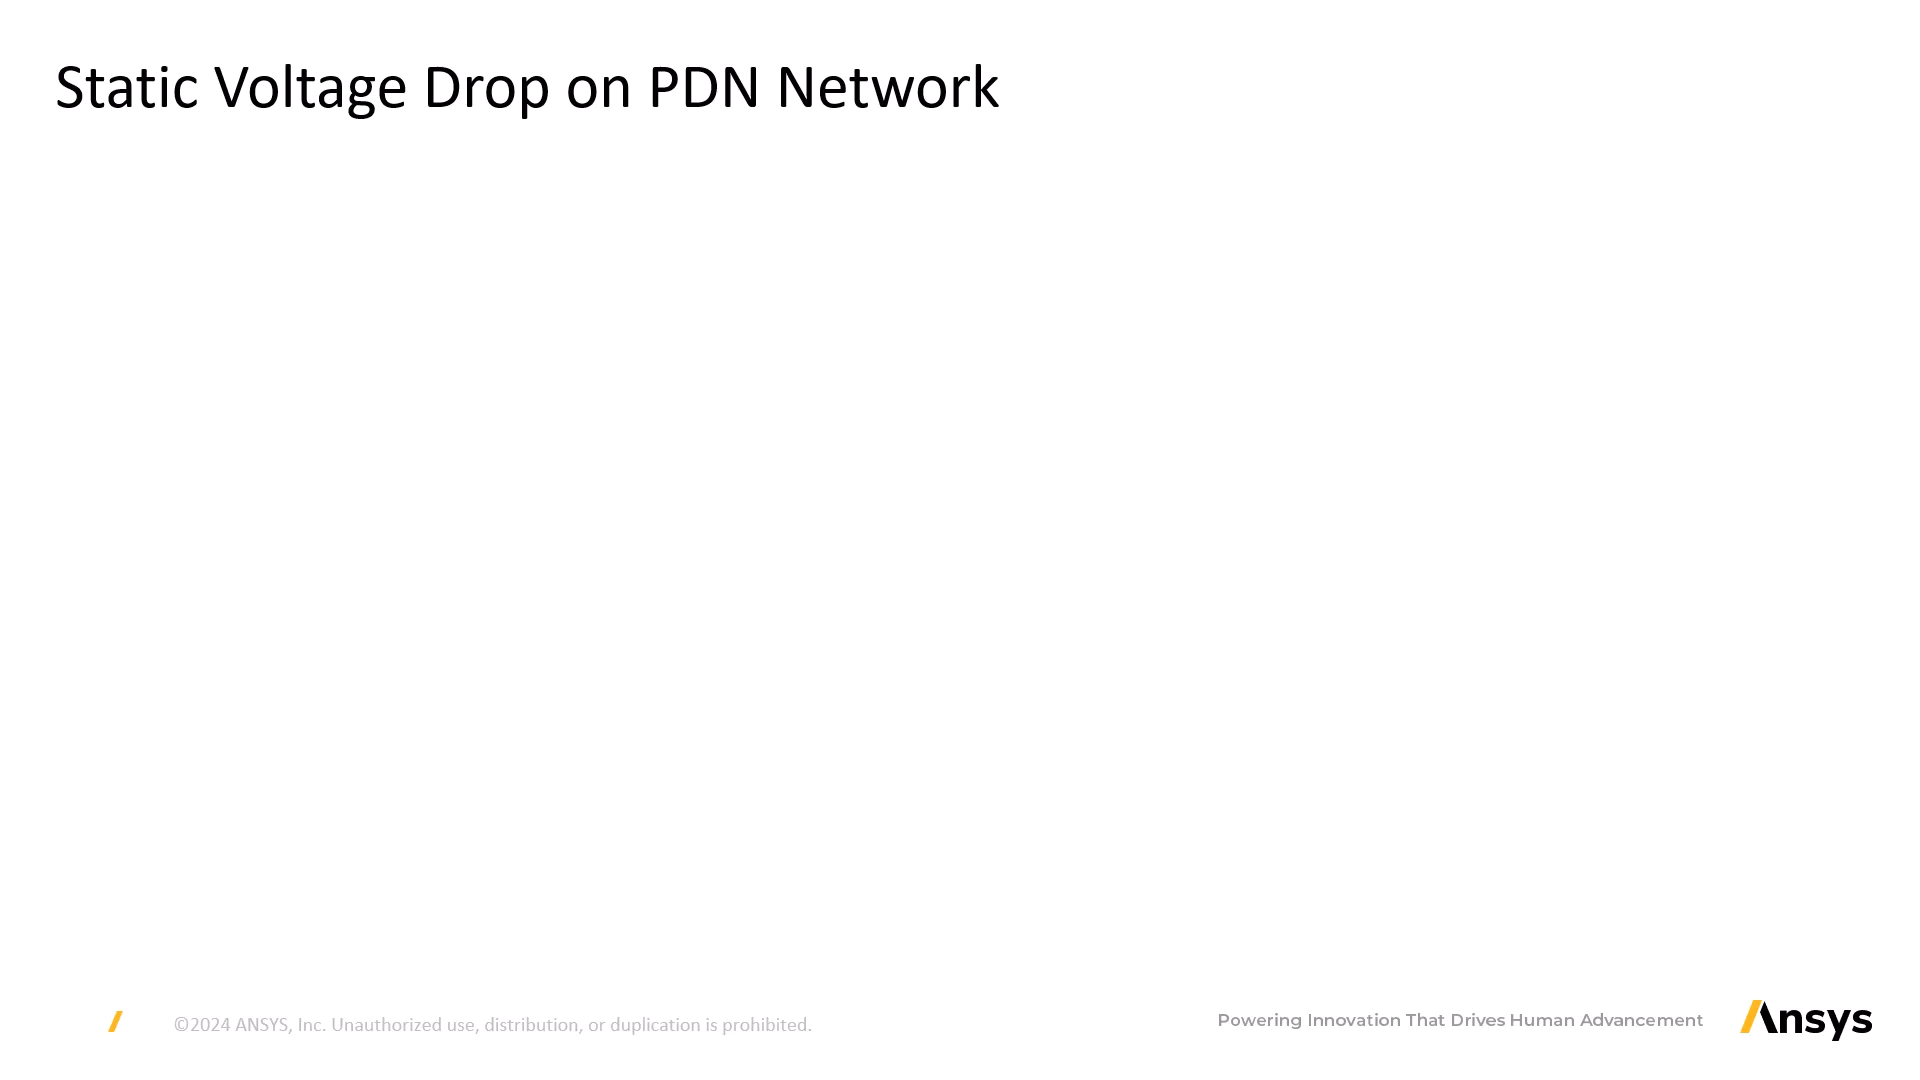 Static Voltage Drop on PDN Network
©2024 ANSYS, Inc. Unauthorized use, distribution, or duplication is prohibited.
Powering Innovation That Drives Human Advancement
Ansys